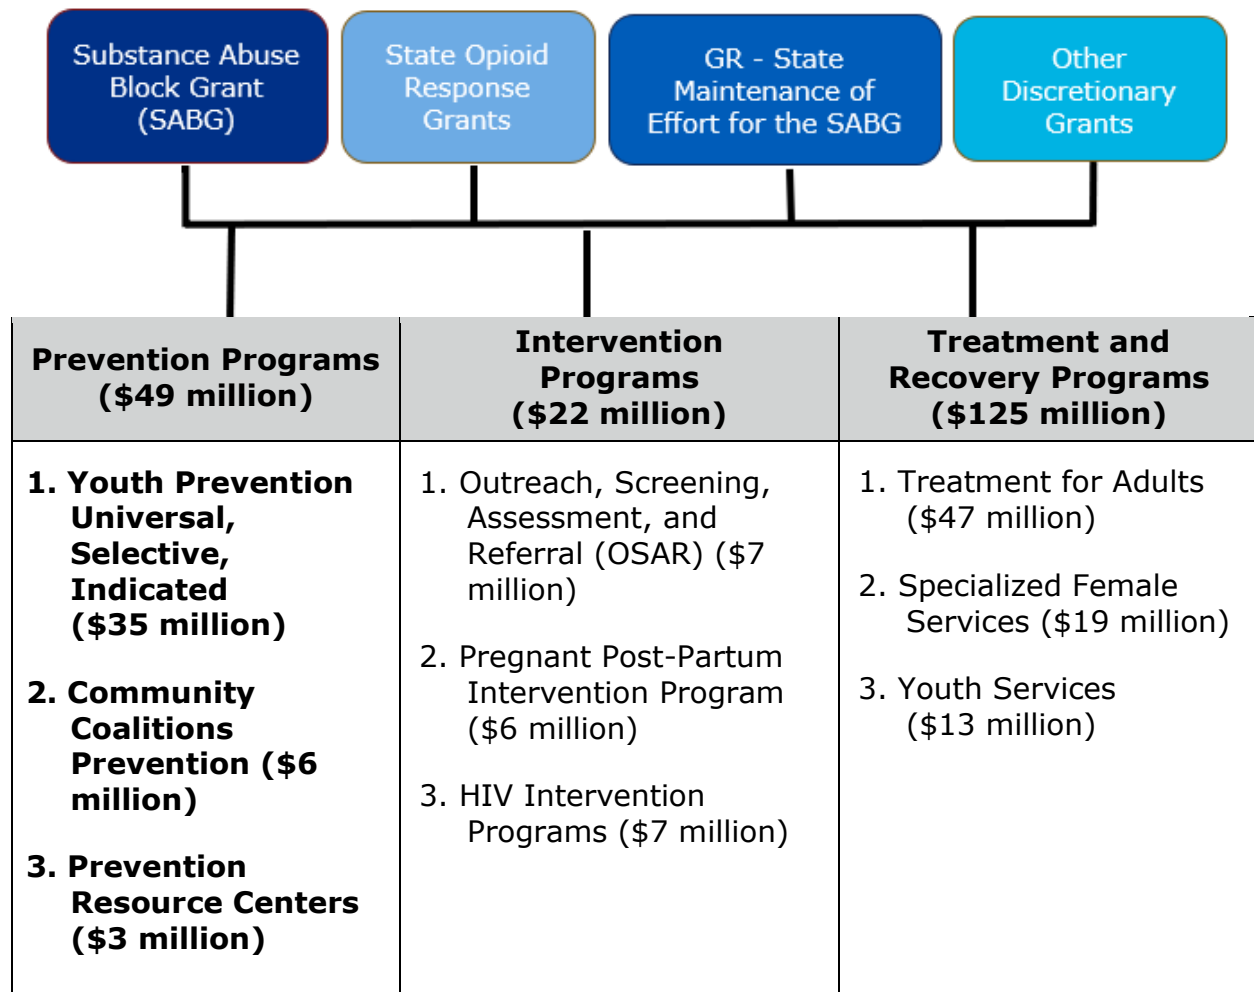 Substance Abuse
Block Grant
(SABG)
State Opioid
Response
Grants
GR - State
Maintenance of
Effort for the SABG
Other
Discretionary
Grants
Prevention Programs
($49 million)
Intervention
Programs
($22 million)
Treatment and
Recovery Programs
($125 million)
1. Youth Prevention
Universal,
Selective,
Indicated
($35 million)
2. Community
Coalitions
Prevention ($6
million)
3. Prevention
Resource Centers
($3 million)
1. Outreach, Screening,
Assessment, and
Referral (OSAR) ($7
million)
2. Pregnant Post-Partum
Intervention Program
($6 million)
3. HIV Intervention
Programs ($7 million)
1. Treatment for Adults
($47 million)
2. Specialized Female
Services ($19 million)
3. Youth Services
($13 million)